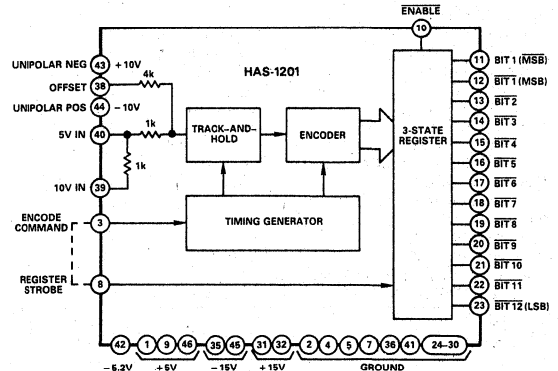 ENABLE
10
UNIPOLAR NEG 43 +10V
OFFSET 38 4k
UNIPOLAR POS 44 -10V
HAS-1201
5V IN 40 1k
1k
10V IN 39
TRACK-AND-HOLD
ENCODER
3-STATE REGISTER
ENCODE COMMAND 3
TIMING GENERATOR
REGISTER STROBE 8
11 BIT 1 (MSB)
12 BIT 1 (MSB)
13 BIT 2
14 BIT 3
15 BIT 4
16 BIT 5
17 BIT 6
18 BIT 7
19 BIT 8
20 BIT 9
21 BIT 10
22 BIT 11
23 BIT 12 (LSB)
42 1 9 46 35 45 31 32 2 4 5 7 36 41 24-30
-5.2V +5V -15V +15V GROUND